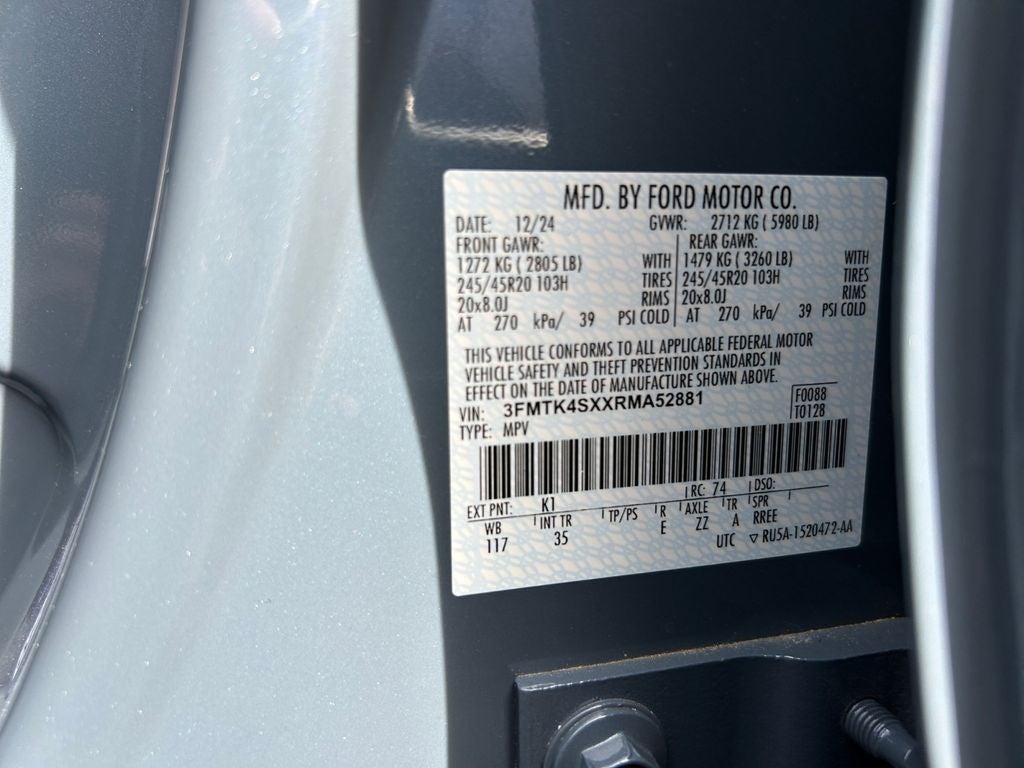 MFD. BY FORD MOTOR CO.
DATE: 12/24 GVWR: 2712 KG ( 5980 LB)
FRONT GAWR: REAR GAWR:
1272 KG ( 2805 LB) WITH 1479 KG ( 3260 LB) WITH
245/45R20 103H TIRES 245/45R20 103H TIRES
20x8.0J RIMS 20x8.0J RIMS
AT 270 kPa/ 39 PSI COLD AT 270 kPa/ 39 PSI COLD
THIS VEHICLE CONFORMS TO ALL APPLICABLE FEDERAL MOTOR
VEHICLE SAFETY AND THEFT PREVENTION STANDARDS IN
EFFECT ON THE DATE OF MANUFACTURE SHOWN ABOVE.
VIN: 3FMTK4SXXRMA52881 F0088
TYPE: MPV T0128
EXT PNT: K1 RC: 74 DSO:
WB INT TR TP/PS R AXLE TR SPR
117 35 E ZZ A RREE
UTC ▽ RU5A-1520472-AA